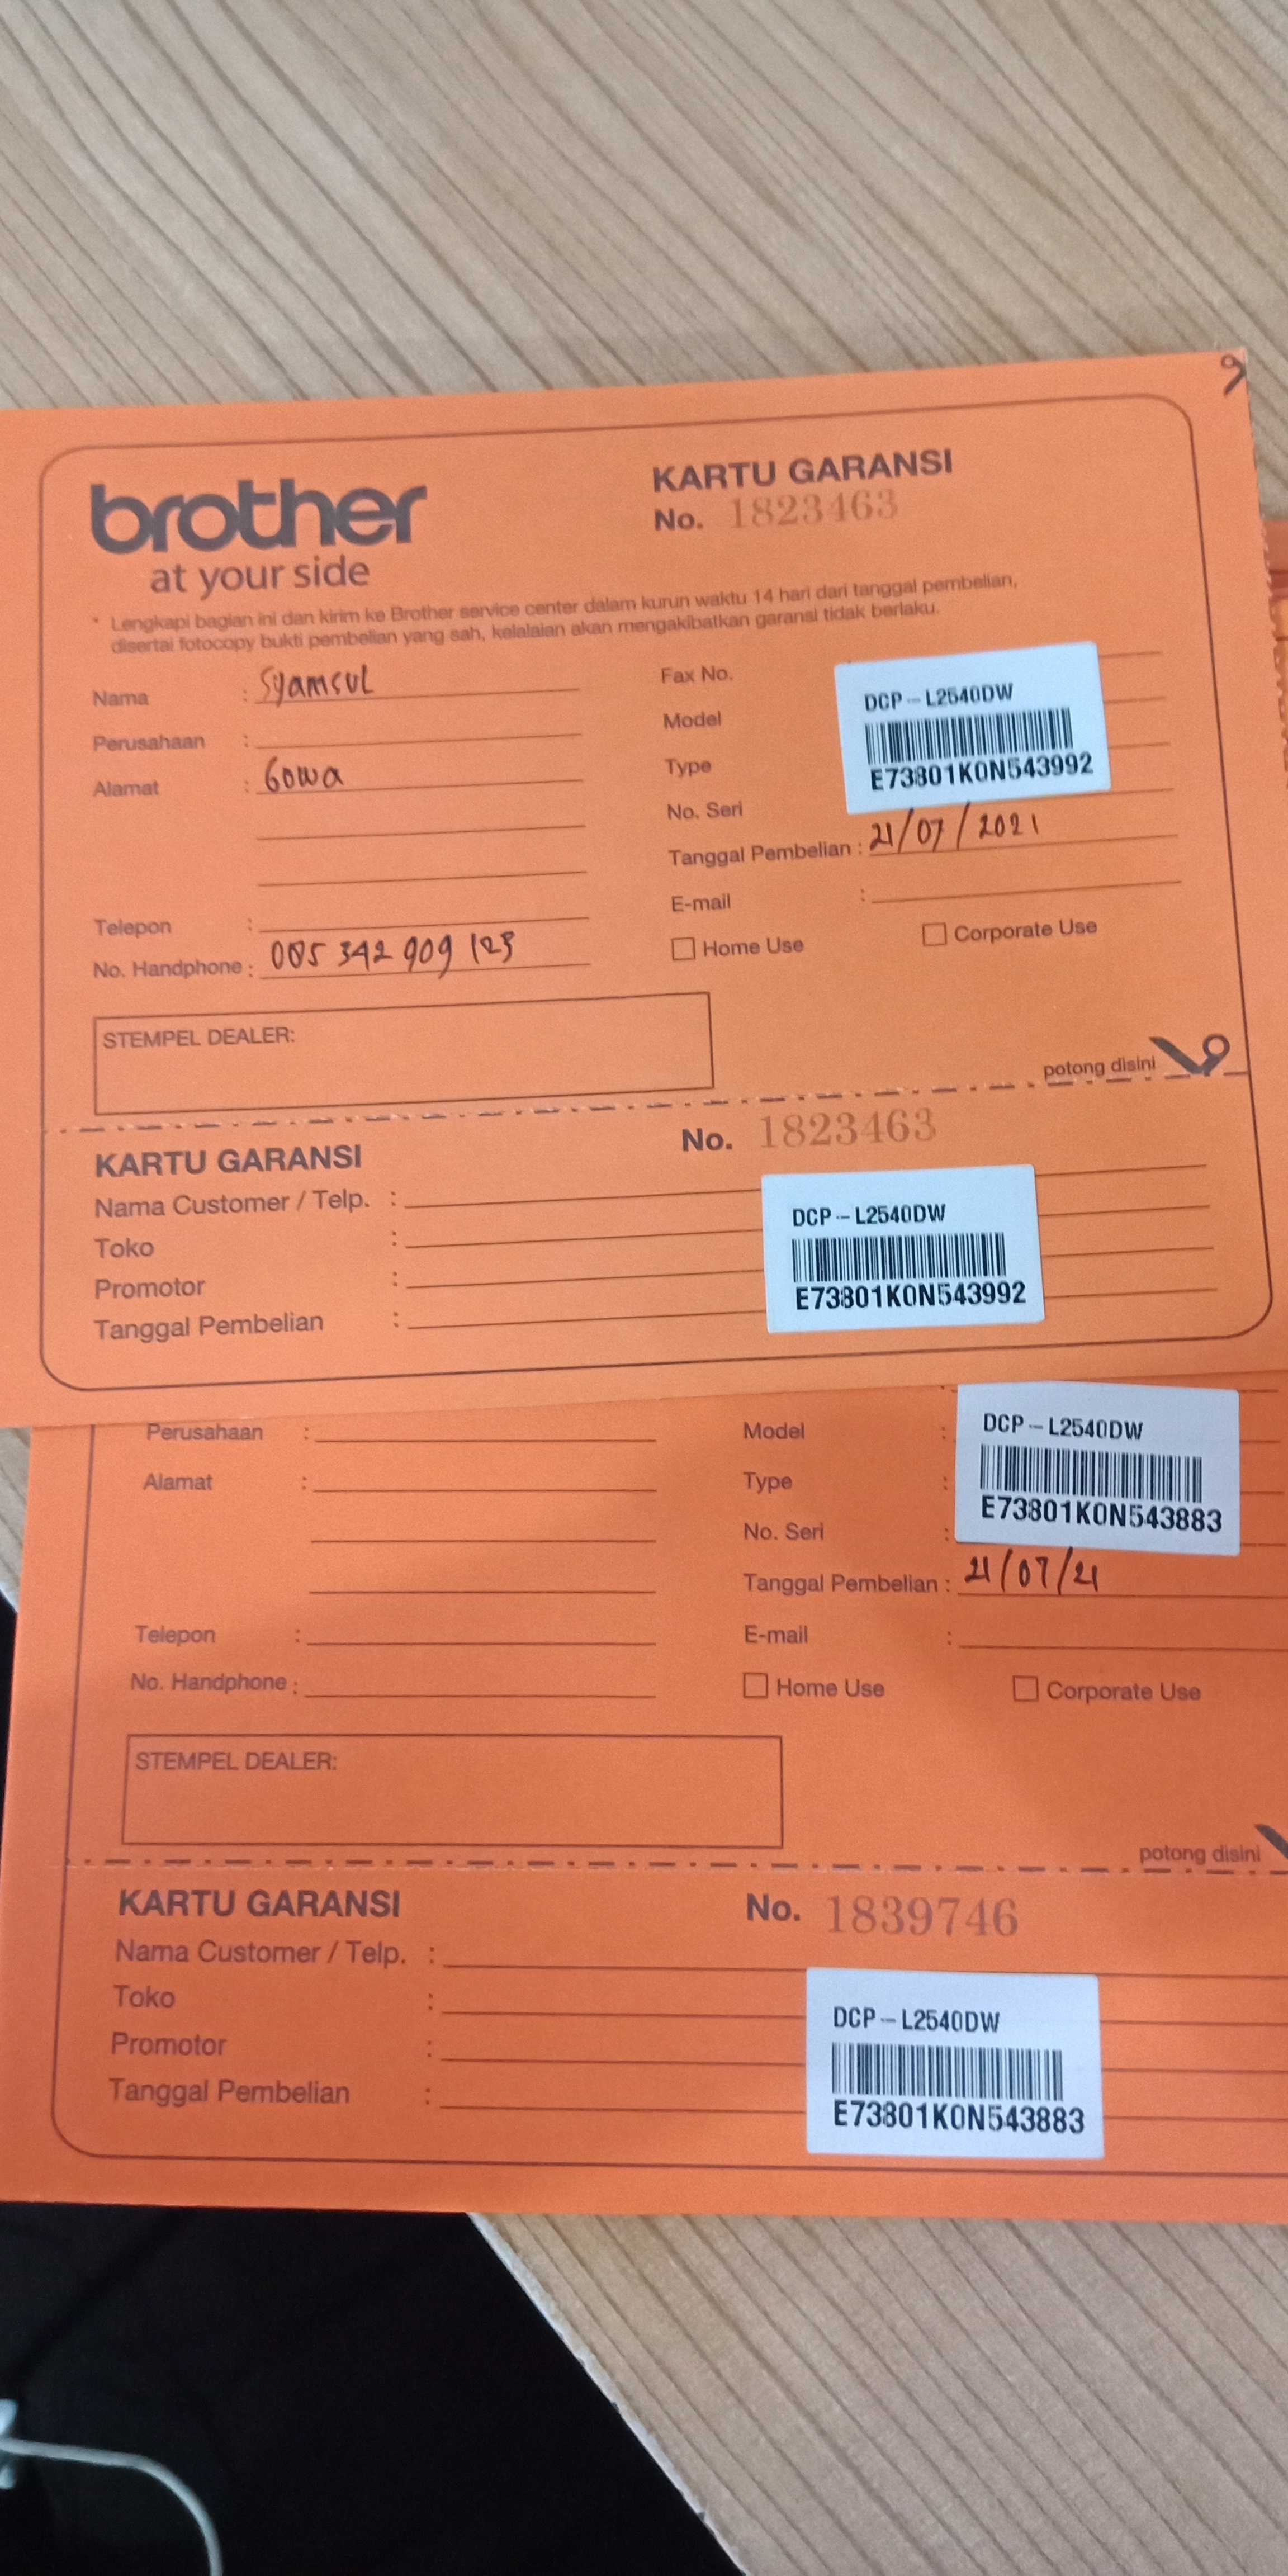 brother
at your side
KARTU GARANSI
No. 1823463
* Lengkapi bagian ini dan kirim ke Brother service center dalam kurun waktu 14 hari dari tanggal pembelian,
disertai fotocopy bukti pembelian yang sah, kelalaian akan mengakibatkan garansi tidak berlaku.
Nama : Syamsul
Perusahaan :
Alamat : Gowa
Telepon :
No. Handphone : 085 342 909 123
Fax No.
Model
Type
No. Seri
DCP-L2540DW
E73801K0N543992
Tanggal Pembelian : 21/07/2021
E-mail :
Home Use
Corporate Use
STEMPEL DEALER:
potong disini
KARTU GARANSI
No. 1823463
Nama Customer / Telp. :
Toko :
Promotor :
Tanggal Pembelian :
DCP-L2540DW
E73801K0N543992
Perusahaan :
Alamat :
Telepon :
No. Handphone :
Model :
Type :
No. Seri :
DCP-L2540DW
E73801K0N543883
Tanggal Pembelian : 21/07/21
E-mail :
Home Use
Corporate Use
STEMPEL DEALER:
potong disini
KARTU GARANSI
No. 1839746
Nama Customer / Telp. :
Toko :
Promotor :
Tanggal Pembelian :
DCP-L2540DW
E73801K0N543883